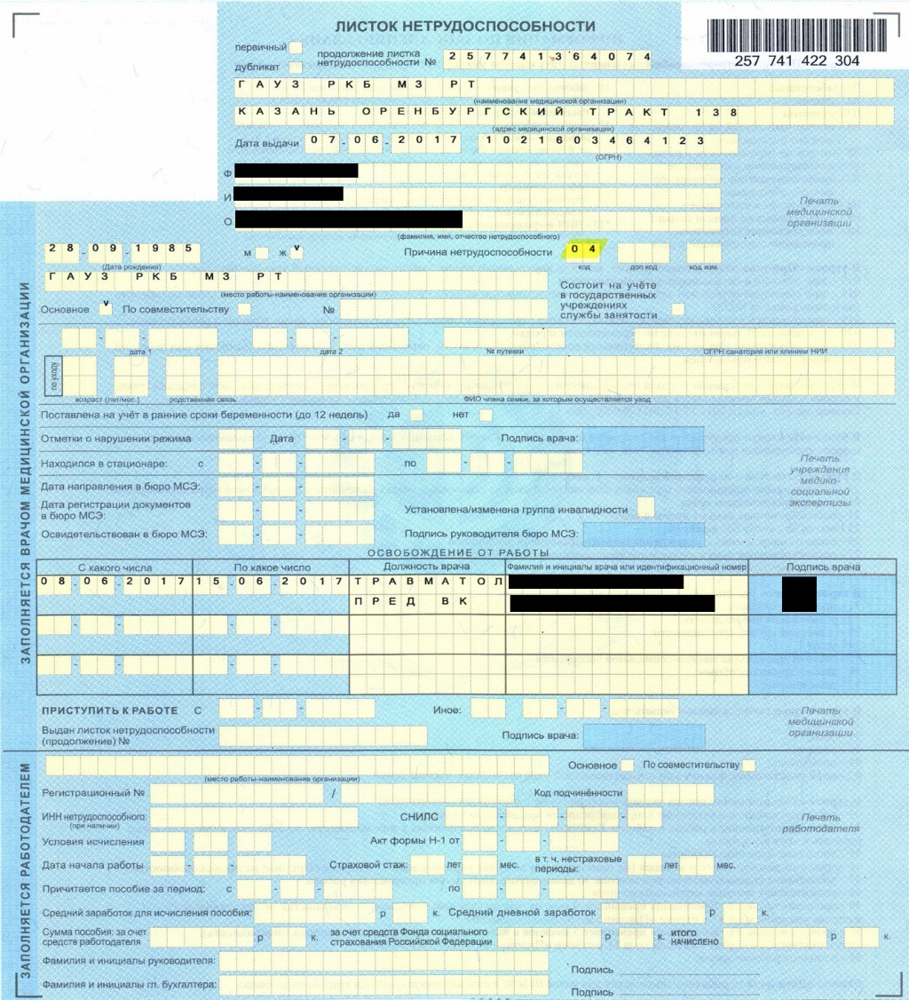 ЛИСТОК НЕТРУДОСПОСОБНОСТИ
первичный
дубликат
продолжение листка нетрудоспособности № 257741364074
257 741 422 304
ГАУЗ РКБ МЗ РТ
(наименование медицинской организации)
КАЗАНЬ ОРЕНБУРГСКИЙ ТРАКТ 138
(адрес медицинской организации)
Дата выдачи 07-06-2017 1021603464123
(ОГРН)
Ф
И
О
(фамилия, имя, отчество нетрудоспособного)
Печать медицинской организации
28-09-1985 м ж v Причина нетрудоспособности 04
(Дата рождения) код доп код код изм.
ГАУЗ РКБ МЗ РТ
(место работы-наименование организации)
Состоит на учёте в государственных учреждениях службы занятости
Основное v По совместительству №
дата 1 дата 2 № путевки ОГРН санатория или клиники НИИ
по уходу
возраст (лет/мес.) родственная связь ФИО члена семьи, за которым осуществляется уход
Поставлена на учёт в ранние сроки беременности (до 12 недель) да нет
Отметки о нарушении режима Дата Подпись врача:
Находился в стационаре: с по
Печать учреждения медико-социальной экспертизы
Дата направления в бюро МСЭ:
Дата регистрации документов в бюро МСЭ: Установлена/изменена группа инвалидности
Освидетельствован в бюро МСЭ: Подпись руководителя бюро МСЭ:
ОСВОБОЖДЕНИЕ ОТ РАБОТЫ
С какого числа По какое число Должность врача Фамилия и инициалы врача или идентификационный номер Подпись врача
08-06-2017 15-06-2017 ТРАВМАТОЛ
ПРЕД ВК
ПРИСТУПИТЬ К РАБОТЕ С Иное:
Выдан листок нетрудоспособности (продолжение) № Подпись врача:
Печать медицинской организации
ЗАПОЛНЯЕТСЯ ВРАЧОМ МЕДИЦИНСКОЙ ОРГАНИЗАЦИИ
Основное По совместительству
(место работы-наименование организации)
Регистрационный № / Код подчинённости
ИНН нетрудоспособного: (при наличии) СНИЛС
Печать работодателя
Условия исчисления Акт формы Н-1 от
Дата начала работы Страховой стаж: лет мес. в т. ч. нестраховые периоды: лет мес.
Причитается пособие за период: с по
Средний заработок для исчисления пособия: р к. Средний дневной заработок р к.
Сумма пособия: за счет средств работодателя р к. за счет средств Фонда социального страхования Российской Федерации р к. ИТОГО НАЧИСЛЕНО р к.
Фамилия и инициалы руководителя: Подпись
Фамилия и инициалы гл. бухгалтера: Подпись
ЗАПОЛНЯЕТСЯ РАБОТОДАТЕЛЕМ